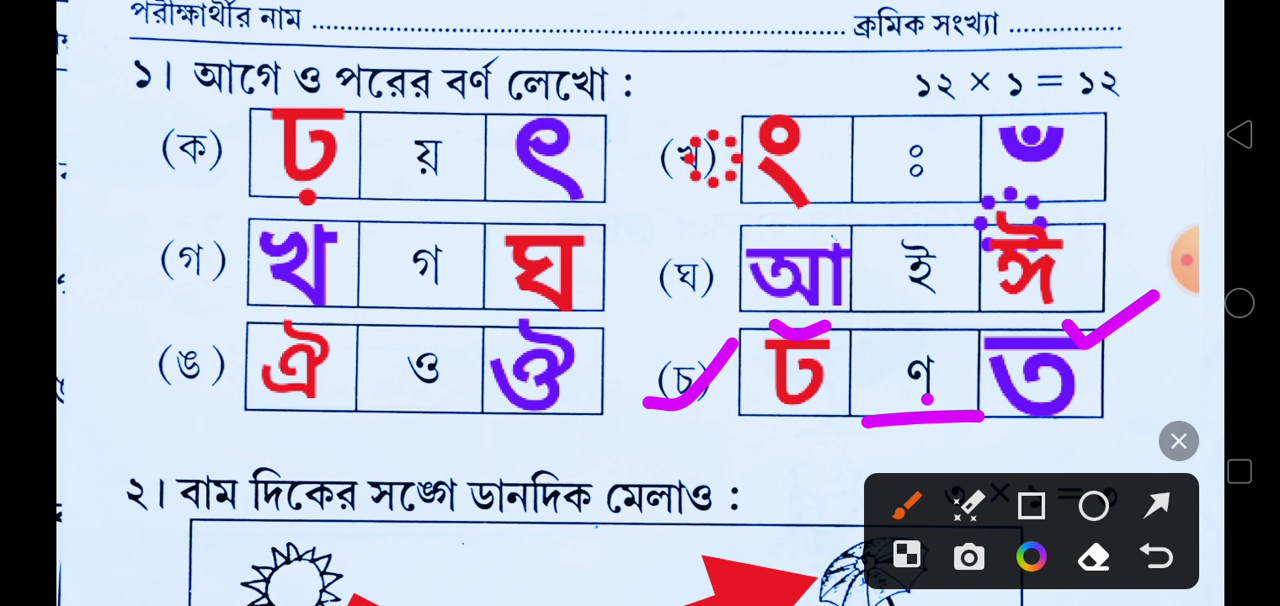 পরীক্ষার্থীর নাম ........................................................ ক্রমিক সংখ্যা ................
১। আগে ও পরের বর্ণ লেখো : ১২ × ১ = ১২
(ক) ঢ় য় ৎ (খ) ং ঃ ঁ
(গ) খ গ ঘ (ঘ) আ ই ঈ
(ঙ) ঐ ও ঔ (চ) ঢ ণ ত
২। বাম দিকের সঙ্গে ডানদিক মেলাও :